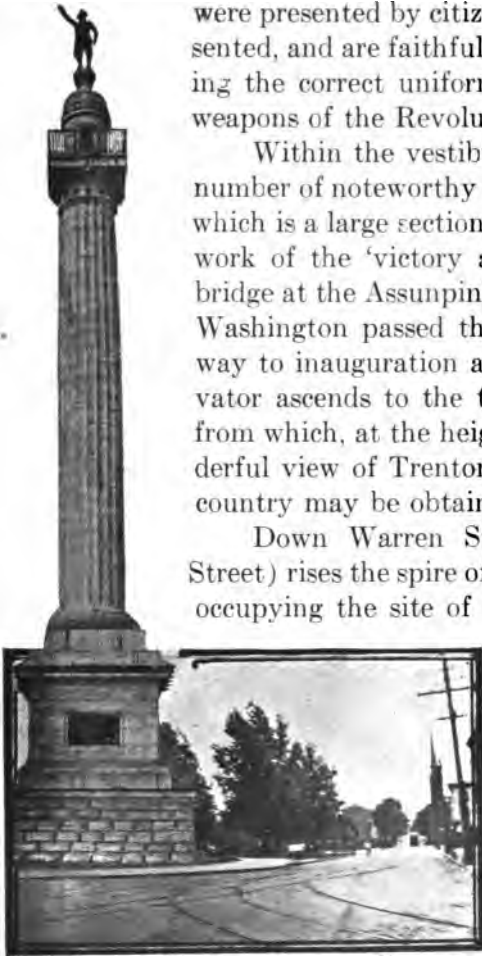 were presented by citiz
sented, and are faithful
ing the correct uniforn
weapons of the Revolu
Within the vestib
number of noteworthy
which is a large section
work of the 'victory a
bridge at the Assunpin
Washington passed th
way to inauguration a
vator ascends to the t
from which, at the heig
derful view of Trenton
country may be obtain
Down Warren S
Street) rises the spire o
occupying the site of